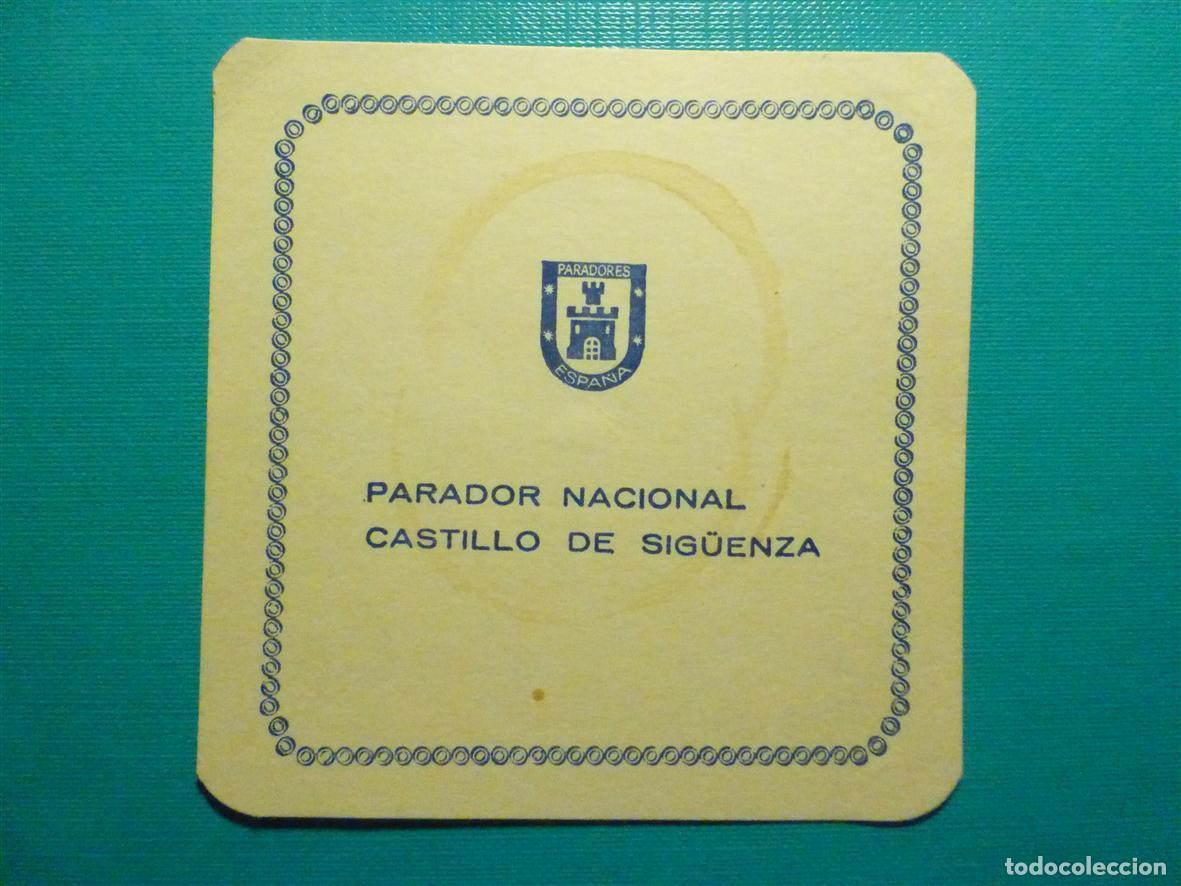 PARADORES
ESPAÑA
PARADOR NACIONAL
CASTILLO DE SIGÜENZA
todocoleccion